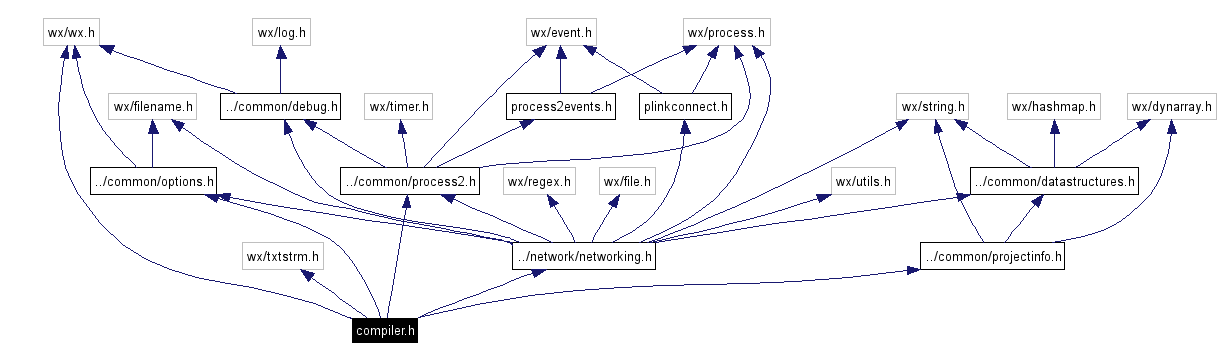 wx/wx.h
wx/log.h
wx/event.h
wx/process.h
wx/filename.h
../common/debug.h
wx/timer.h
process2events.h
plinkconnect.h
wx/string.h
wx/hashmap.h
wx/dynarray.h
../common/options.h
../common/process2.h
wx/regex.h
wx/file.h
wx/utils.h
../common/datastructures.h
wx/txtstrm.h
../network/networking.h
../common/projectinfo.h
compiler.h